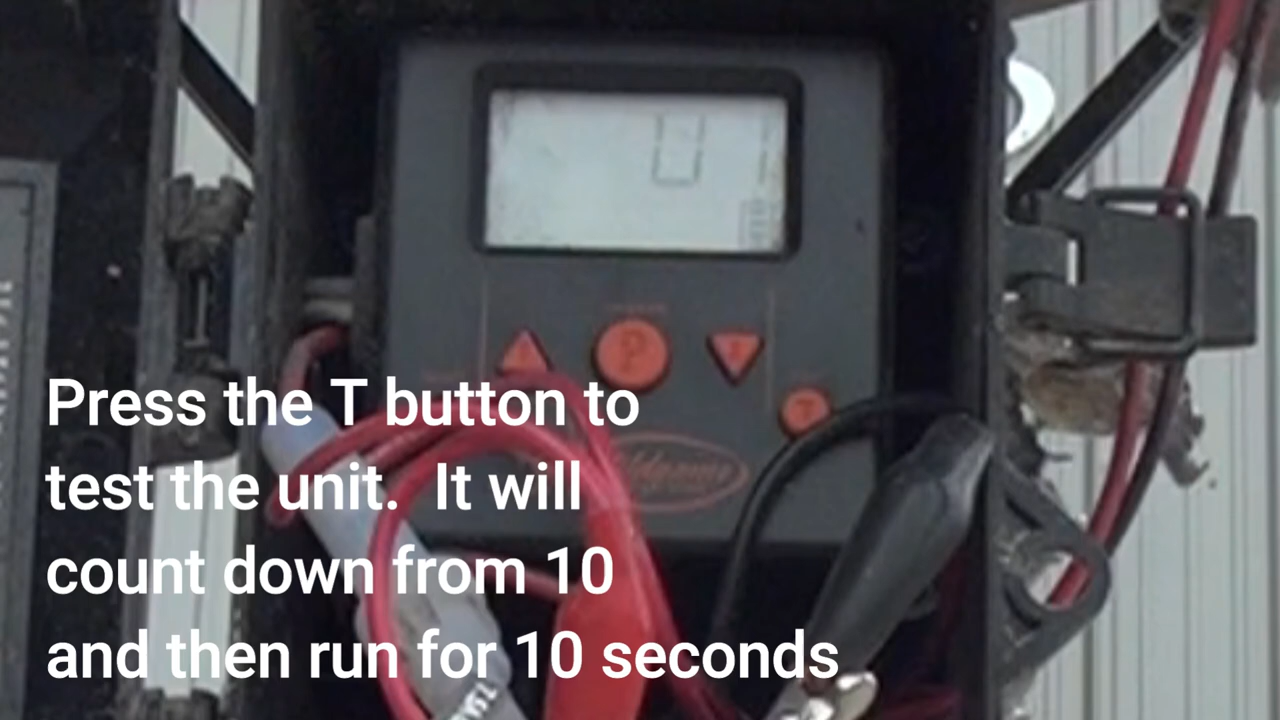 ?
T
Press the T button to
test the unit.  It will
count down from 10
and then run for 10 seconds